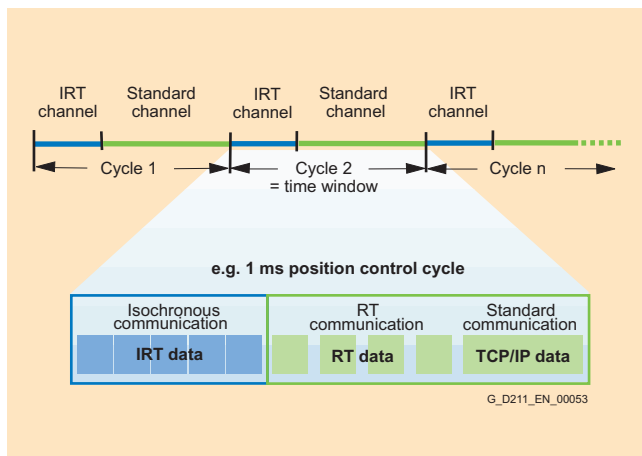 IRT
channel
Standard
channel
IRT
channel
Standard
channel
IRT
channel
Cycle 1
Cycle 2
= time window
Cycle n
e.g. 1 ms position control cycle
Isochronous
communication
IRT data
RT
communication
RT data
Standard
communication
TCP/IP data
G_D211_EN_00053